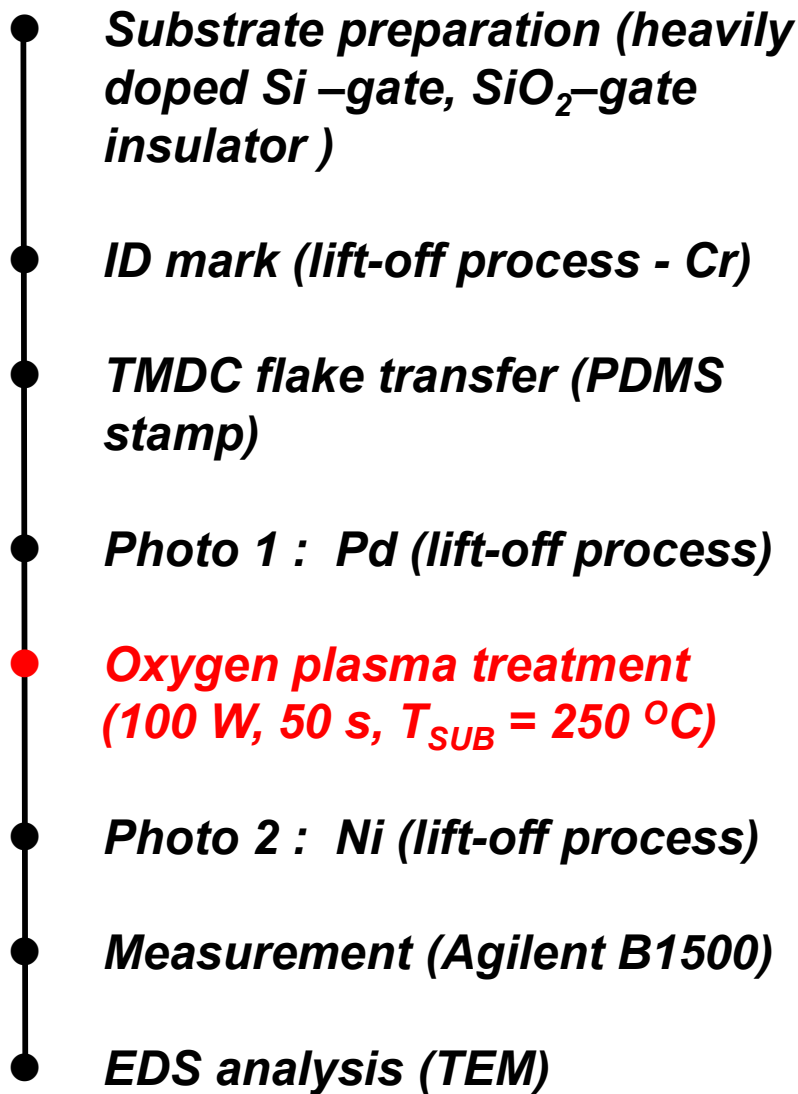 Substrate preparation (heavily
doped Si –gate, SiO₂–gate
insulator )
ID mark (lift-off process - Cr)
TMDC flake transfer (PDMS
stamp)
Photo 1 : Pd (lift-off process)
Oxygen plasma treatment
(100 W, 50 s, T_SUB = 250 ᴼC)
Photo 2 : Ni (lift-off process)
Measurement (Agilent B1500)
EDS analysis (TEM)